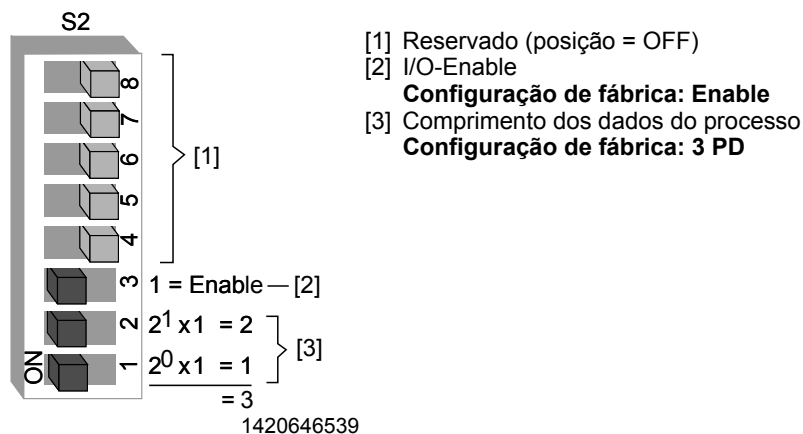 S2
[1] Reservado (posição = OFF)
[2] I/O-Enable
Configuração de fábrica: Enable
[3] Comprimento dos dados do processo
Configuração de fábrica: 3 PD
8
7
6
[1]
5
4
3 1 = Enable — [2]
2 2¹ x 1 = 2
[3]
ON 1 2⁰ x 1 = 1
= 3
1420646539